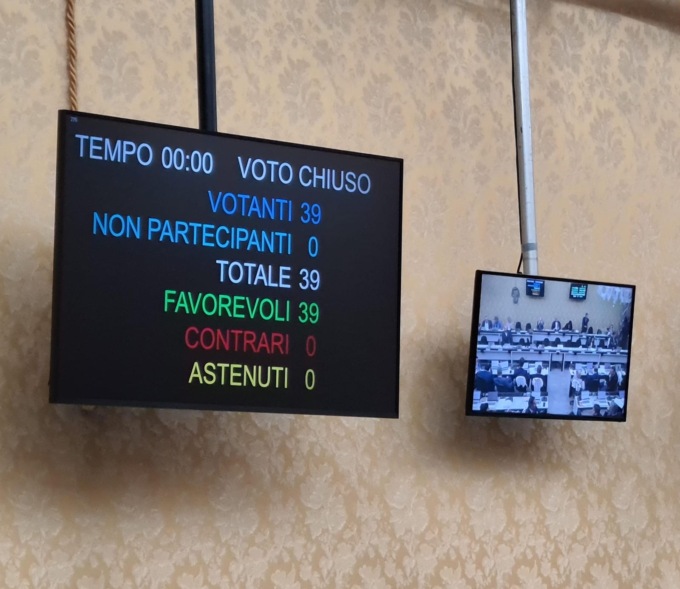 TEMPO 00:00 VOTO CHIUSO
VOTANTI 39
NON PARTECIPANTI 0
TOTALE 39
FAVOREVOLI 39
CONTRARI 0
ASTENUTI 0